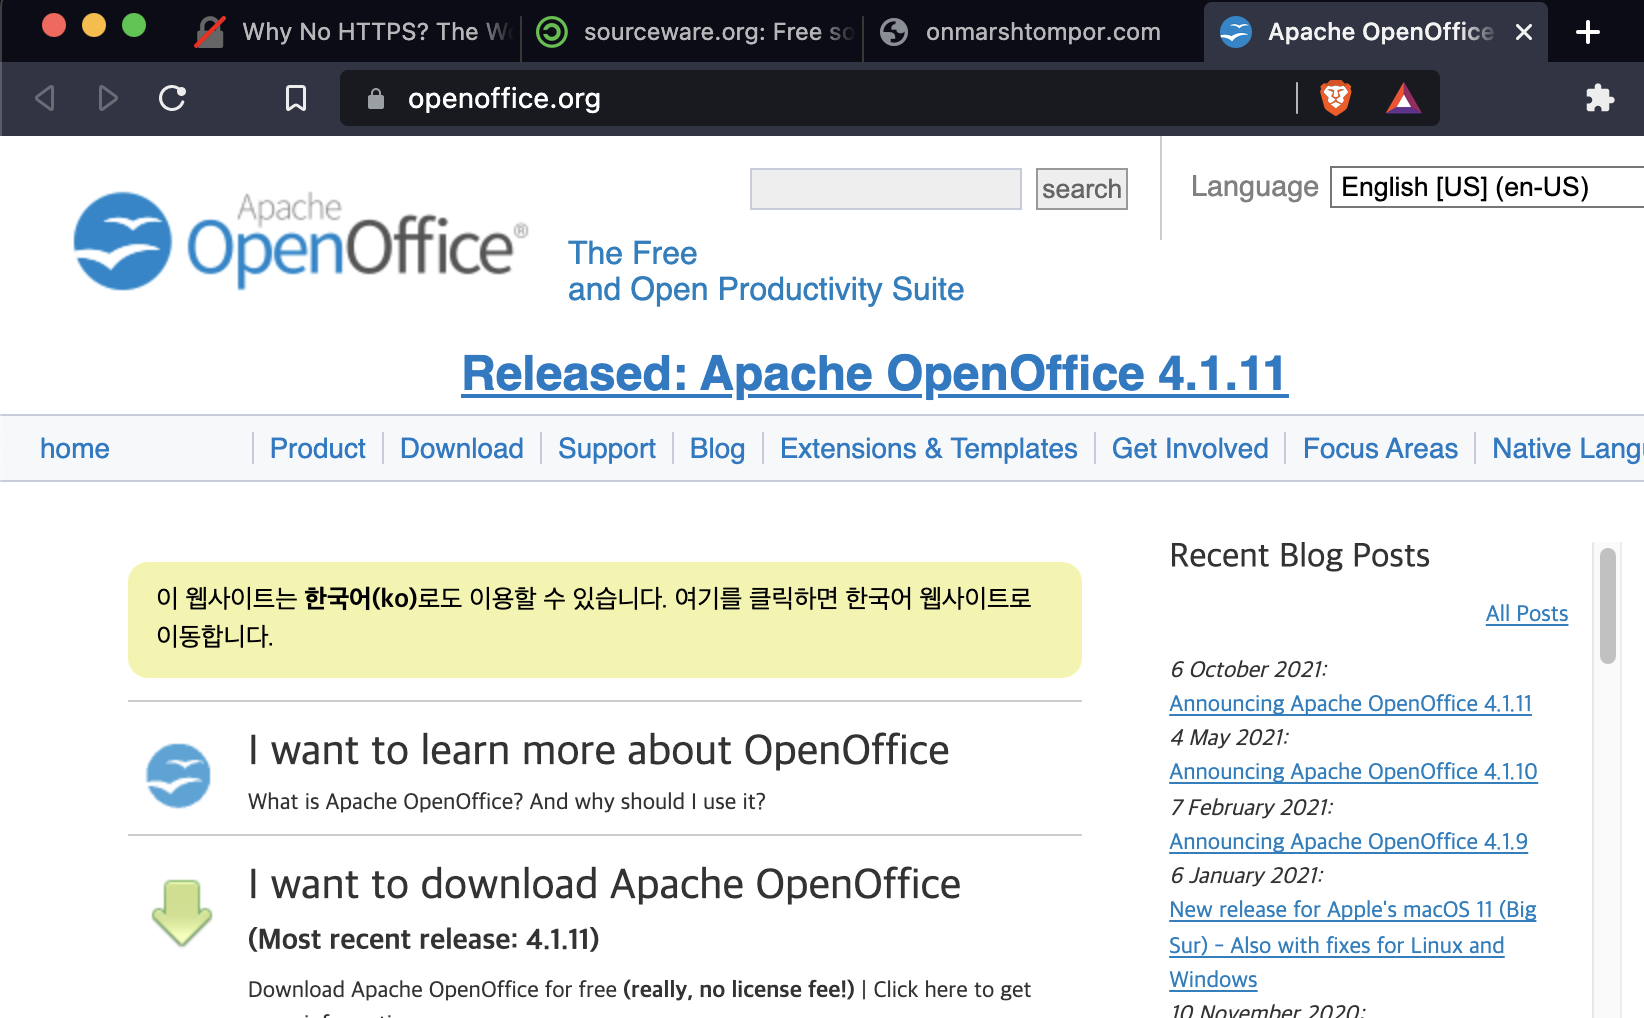 Why No HTTPS? The
sourceware.org: Free so
onmarshtompor.com
Apache OpenOffice
openoffice.org
search
Language
English [US] (en-US)
Apache
OpenOffice®
The Free
and Open Productivity Suite
Released: Apache OpenOffice 4.1.11
home
Product
Download
Support
Blog
Extensions & Templates
Get Involved
Focus Areas
Native Lang
이 웹사이트는 한국어(ko)로도 이용할 수 있습니다. 여기를 클릭하면 한국어 웹사이트로
이동합니다.
I want to learn more about OpenOffice
What is Apache OpenOffice? And why should I use it?
I want to download Apache OpenOffice
(Most recent release: 4.1.11)
Download Apache OpenOffice for free (really, no license fee!) | Click here to get
Recent Blog Posts
All Posts
6 October 2021:
Announcing Apache OpenOffice 4.1.11
4 May 2021:
Announcing Apache OpenOffice 4.1.10
7 February 2021:
Announcing Apache OpenOffice 4.1.9
6 January 2021:
New release for Apple's macOS 11 (Big
Sur) - Also with fixes for Linux and
Windows
10 November 2020: